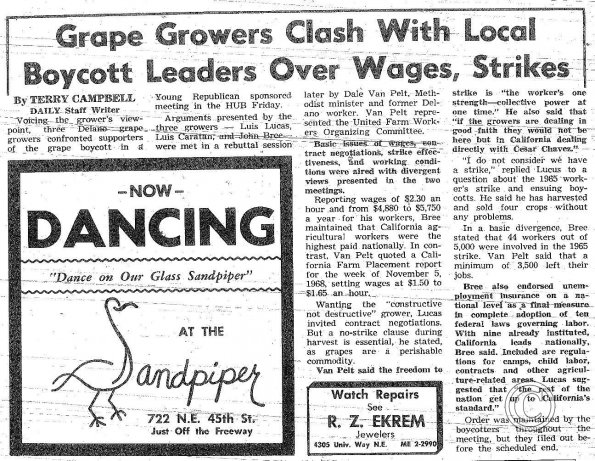 Grape Growers Clash With Local
Boycott Leaders Over Wages, Strikes
By TERRY CAMPBELL
DAILY Staff Writer
Voicing the grower's view-
point, three Delano grape
growers confronted supporters
of the grape boycott in a
Young Republican sponsored
meeting in the HUB Friday.
Arguments presented by the
three growers — Luis Lucas,
Luis Caratan, and John Bree,
were met in a rebuttal session
later by Dale Van Pelt, Meth-
odist minister and former Del-
ano worker. Van Pelt repre-
sented the United Farm Work-
ers Organizing Committee.
Basic issues of wages, con-
tract negotiations, strike effec-
tiveness, and working condi-
tions were aired with divergent
views presented in the two
meetings.
Reporting wages of $2.30 an
hour and from $4,880 to $5,750
a year for his workers, Bree
maintained that California ag-
ricultural workers were the
highest paid nationally. In con-
trast, Van Pelt quoted a Cali-
fornia Farm Placement report
for the week of November 5,
1968, setting wages at $1.50 to
$1.65 an hour.
Wanting the "constructive
not destructive" grower, Lucas
invited contract negotiations.
But a no-strike clause during
harvest is essential, he stated,
as grapes are a perishable
commodity.
Van Pelt said the freedom to
strike is "the worker's one
strength—collective power at
one time." He also said that
"if the growers are dealing in
good faith they would not be
here but in California dealing
directly with Cesar Chavez."
"I do not consider we have
a strike," replied Lucus to a
question about the 1965 work-
er's strike and ensuing boy-
cotts. He said he has harvested
and sold four crops without
any problems.
In a basic divergence, Bree
stated that 44 workers out of
5,000 were involved in the 1965
strike. Van Pelt said that a
minimum of 3,500 left their
jobs.
Bree also endorsed unem-
ployment insurance on a na-
tional level as a final measure
in complete adoption of ten
federal laws governing labor.
With nine already instituted,
California leads nationally,
Bree said. Included are regula-
tions for camps, child labor,
contracts and other agricul-
ture-related areas. Lucas sug-
gested that the rest of the
nation get up to California's
standard."
Order was maintained by the
boycotters throughout the
meeting, but they filed out be-
fore the scheduled end.
—NOW—
DANCING
"Dance on Our Glass Sandpiper"
AT THE
Sandpiper
722 N.E. 45th St.
Just Off the Freeway
Watch Repairs
See
R. Z. EKREM
Jewelers
4305 Univ. Way N.E. ME 2-2990